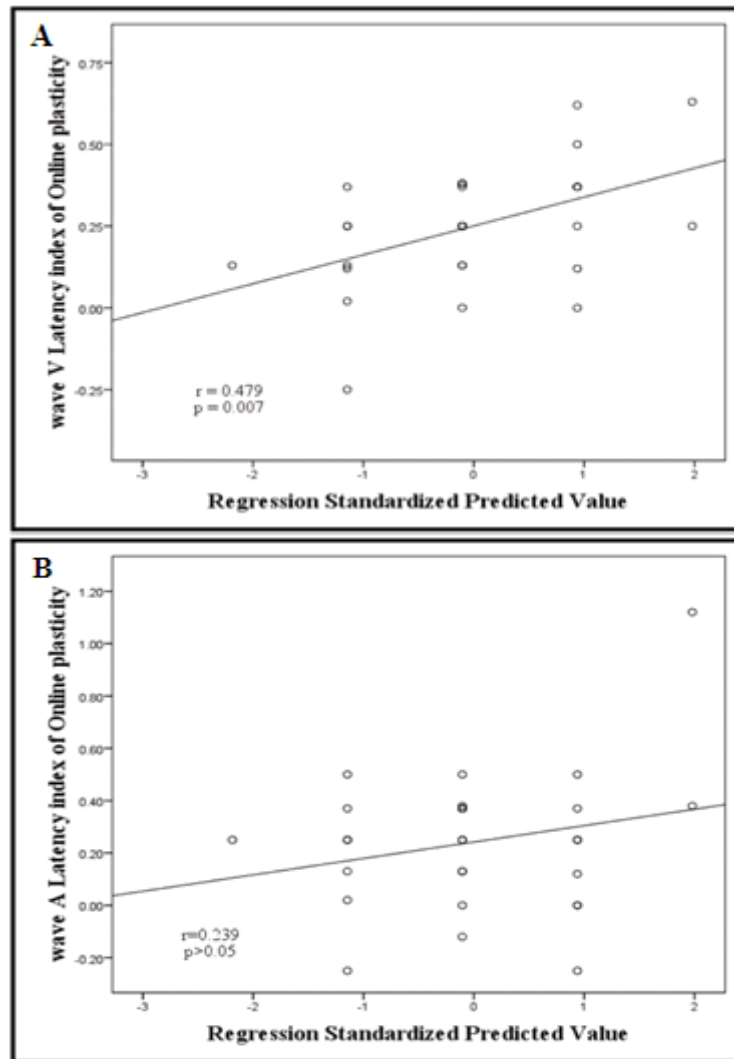 A
wave V Latency index of Online plasticity
0.75
0.50
0.25
0.00
-0.25
r = 0.479
p = 0.007
-3 -2 -1 0 1 2
Regression Standardized Predicted Value
B
wave A Latency index of Online plasticity
1.20
1.00
0.80
0.60
0.40
0.20
0.00
-0.20
r=0.239
p>0.05
-3 -2 -1 0 1 2
Regression Standardized Predicted Value